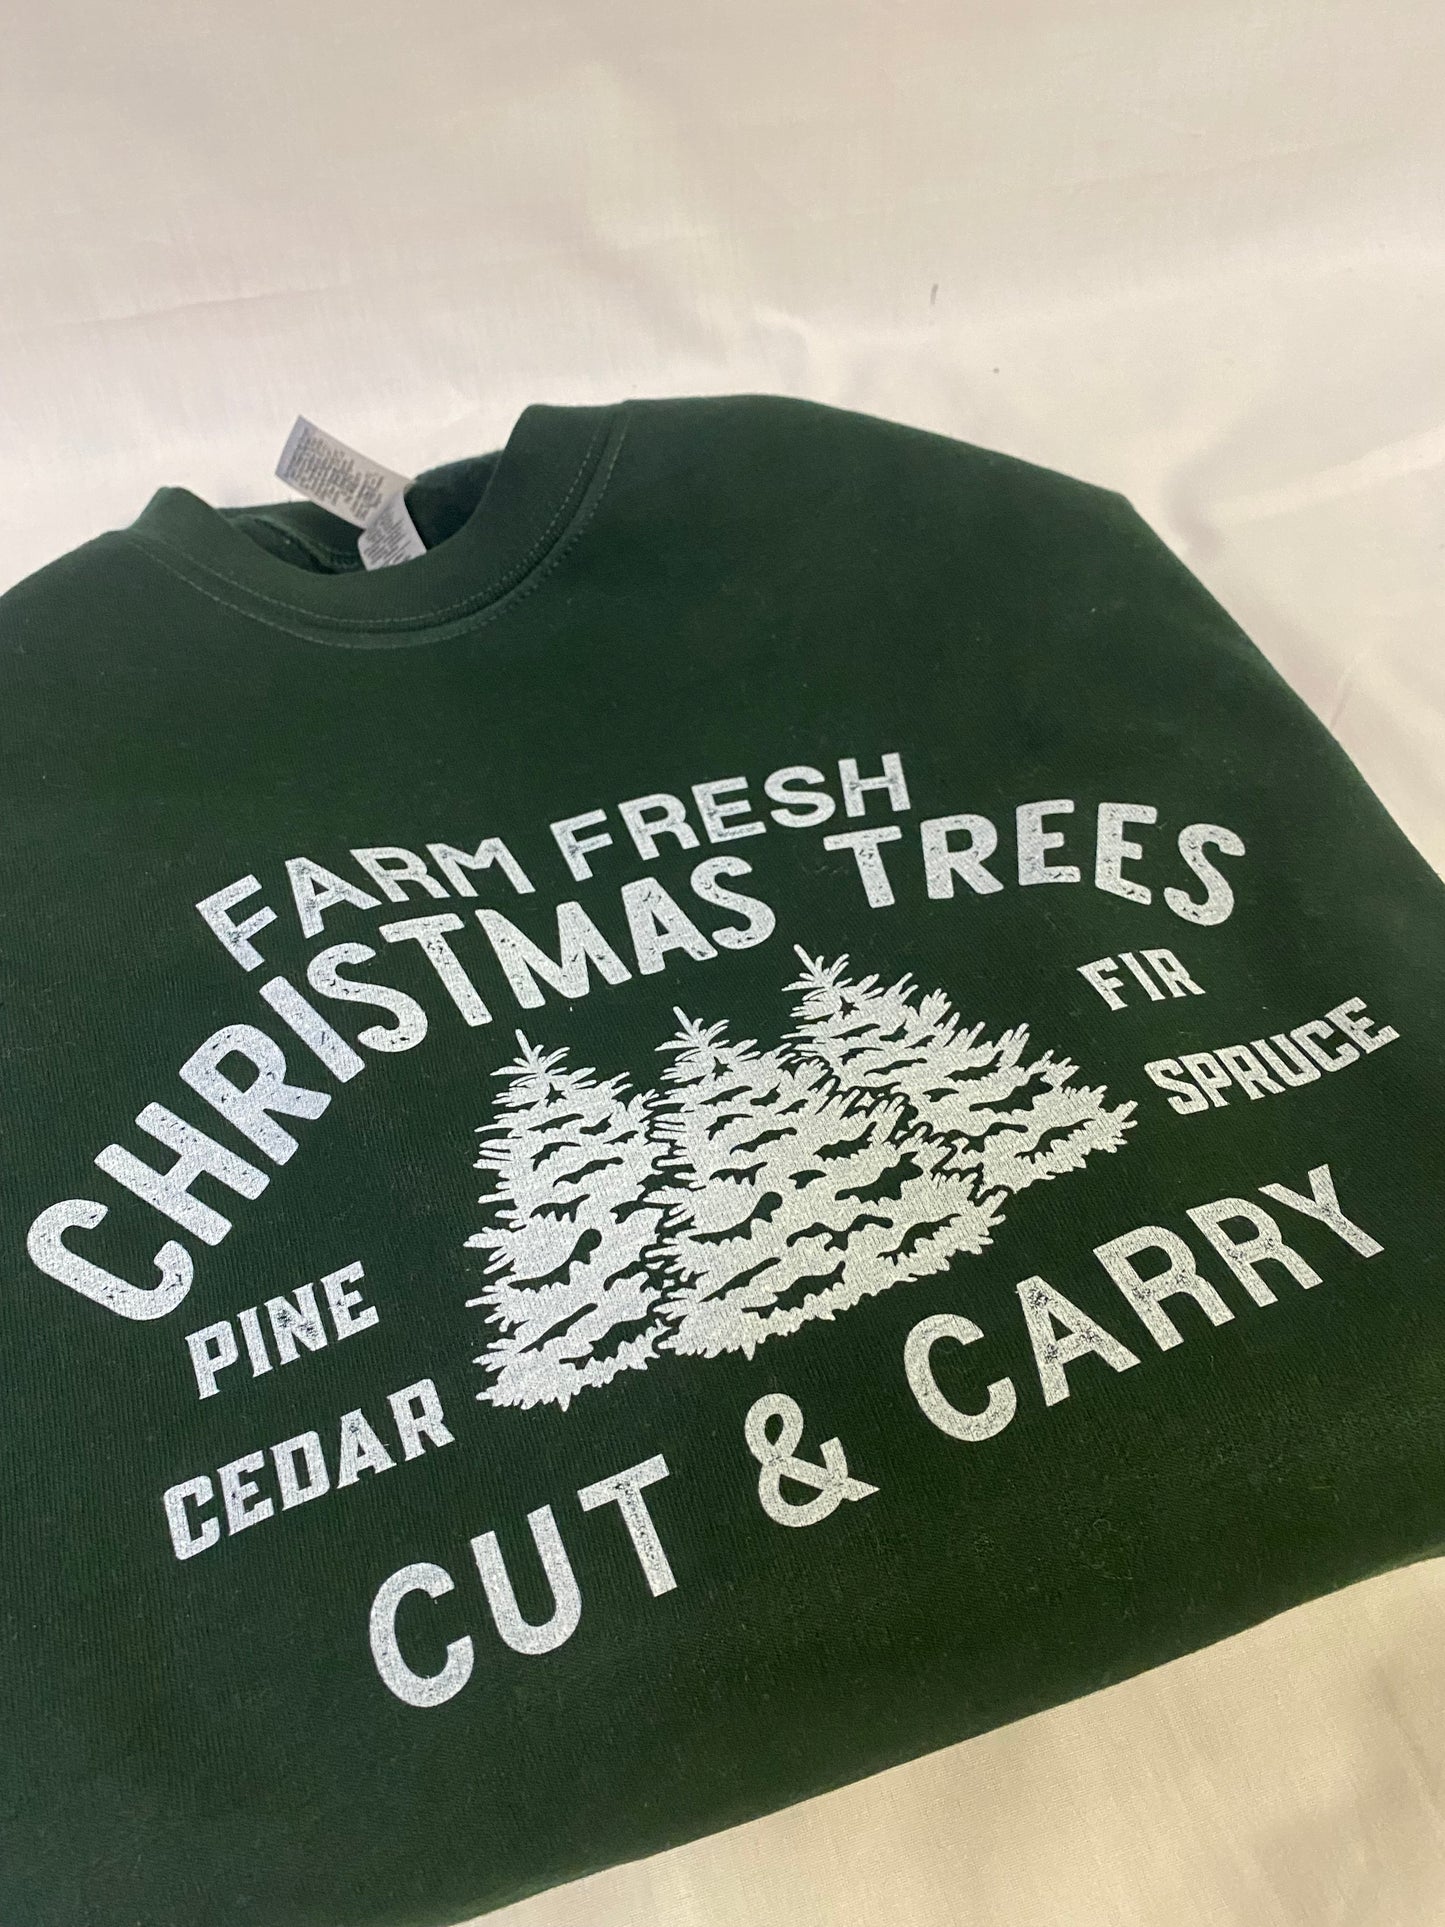 FARM FRESH
CHRISTMAS TREES
PINE
CEDAR
FIR
SPRUCE
CUT & CARRY